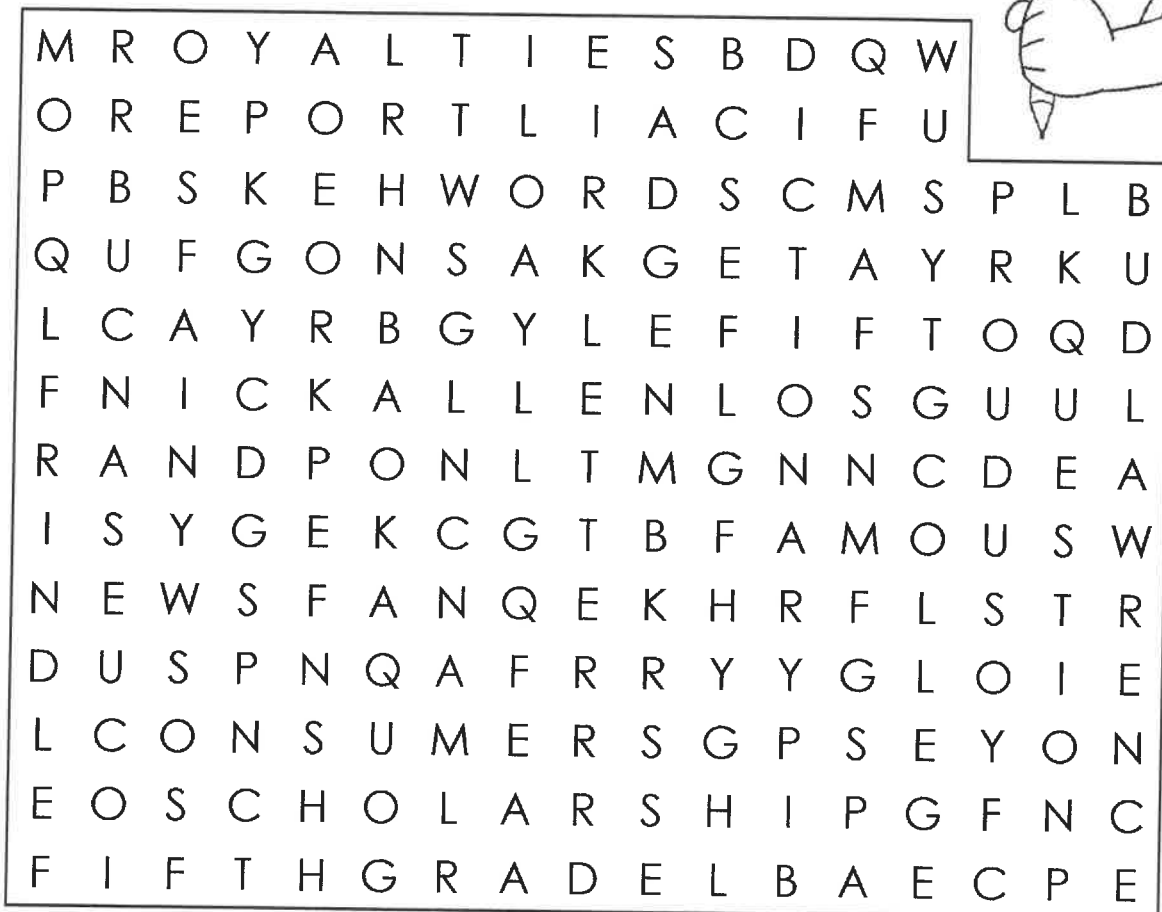 M R O Y A L T I E S B D Q W
O R E P O R T L I A C I F U
P B S K E H W O R D S C M S P L B
Q U F G O N S A K G E T A Y R K U
L C A Y R B G Y L E F I F T O Q D
F N I C K A L L E N L O S G U U L
R A N D P O N L T M G N N C D E A
I S Y G E K C G T B F A M O U S W
N E W S F A N Q E K H R F L S T R
D U S P N Q A F R R Y Y G L O I E
L C O N S U M E R S G P S E Y O N
E O S C H O L A R S H I P G F N C
F I F T H G R A D E L B A E C P E